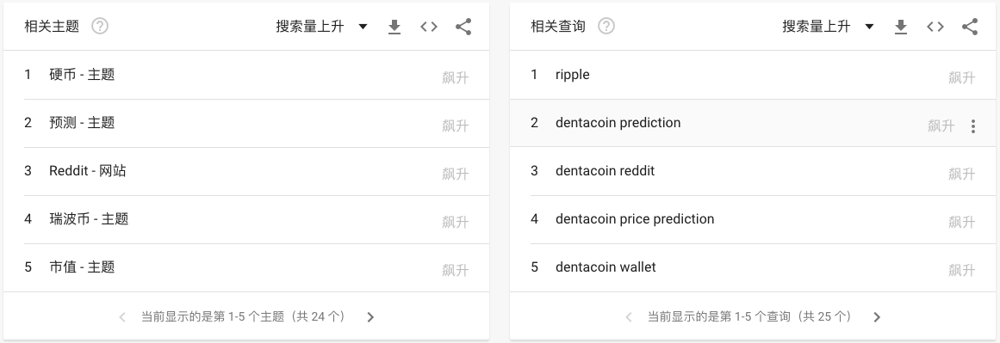 相关主题
搜索量上升
1 硬币 - 主题 飙升
2 预测 - 主题 飙升
3 Reddit - 网站 飙升
4 瑞波币 - 主题 飙升
5 市值 - 主题 飙升
当前显示的是第 1-5 个主题（共 24 个）
相关查询
搜索量上升
1 ripple 飙升
2 dentacoin prediction 飙升
3 dentacoin reddit 飙升
4 dentacoin price prediction 飙升
5 dentacoin wallet 飙升
当前显示的是第 1-5 个查询（共 25 个）